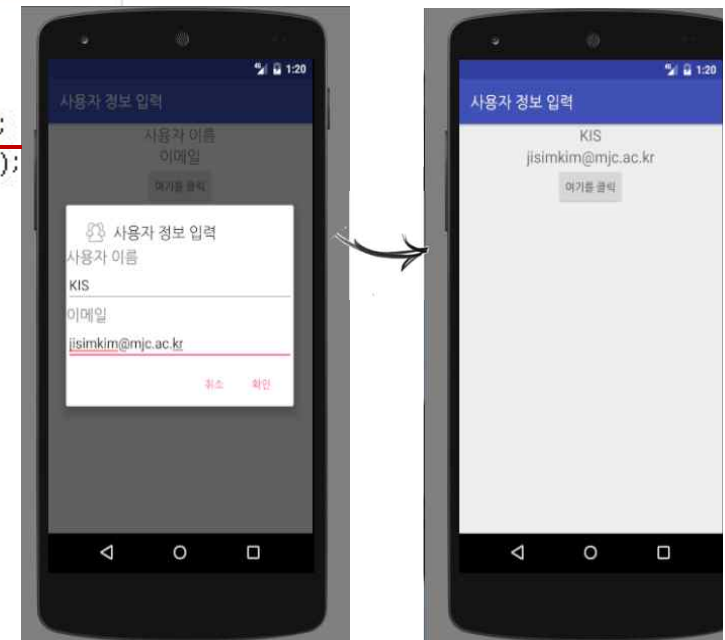 ;
);
1:20
사용자 정보 입력
사용자 이름
이메일
여기를 클릭
사용자 정보 입력
사용자 이름
KIS
이메일
jisimkim@mjc.ac.kr
취소 확인
1:20
사용자 정보 입력
KIS
jisimkim@mjc.ac.kr
여기를 클릭